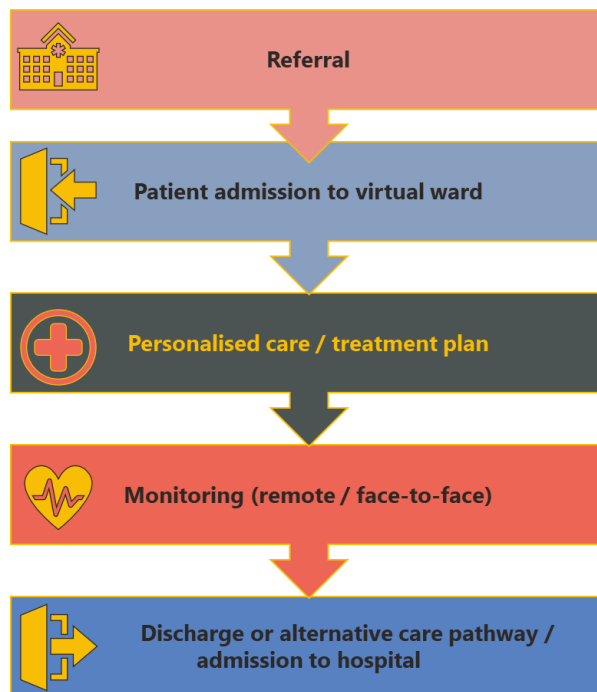 Referral
Patient admission to virtual ward
Personalised care / treatment plan
Monitoring (remote / face-to-face)
Discharge or alternative care pathway /
admission to hospital